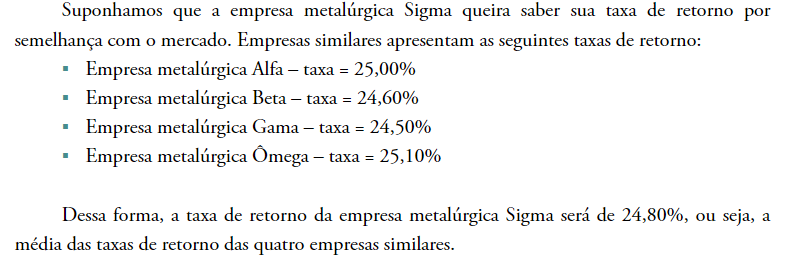 Suponhamos que a empresa metalúrgica Sigma queira saber sua taxa de retorno por
semelhança com o mercado. Empresas similares apresentam as seguintes taxas de retorno:
▪ Empresa metalúrgica Alfa – taxa = 25,00%
▪ Empresa metalúrgica Beta – taxa = 24,60%
▪ Empresa metalúrgica Gama – taxa = 24,50%
▪ Empresa metalúrgica Ômega – taxa = 25,10%
Dessa forma, a taxa de retorno da empresa metalúrgica Sigma será de 24,80%, ou seja, a
média das taxas de retorno das quatro empresas similares.